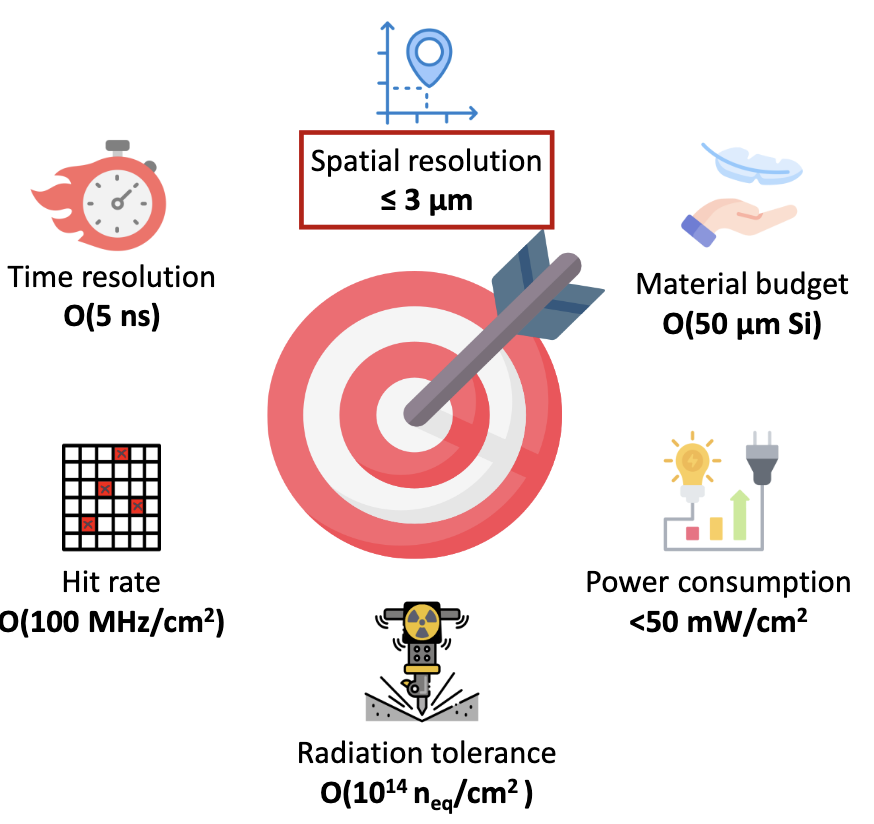 Spatial resolution
≤ 3 μm
Time resolution
O(5 ns)
Material budget
O(50 μm Si)
Hit rate
O(100 MHz/cm²)
Power consumption
<50 mW/cm²
Radiation tolerance
O(10¹⁴ nₑq/cm² )